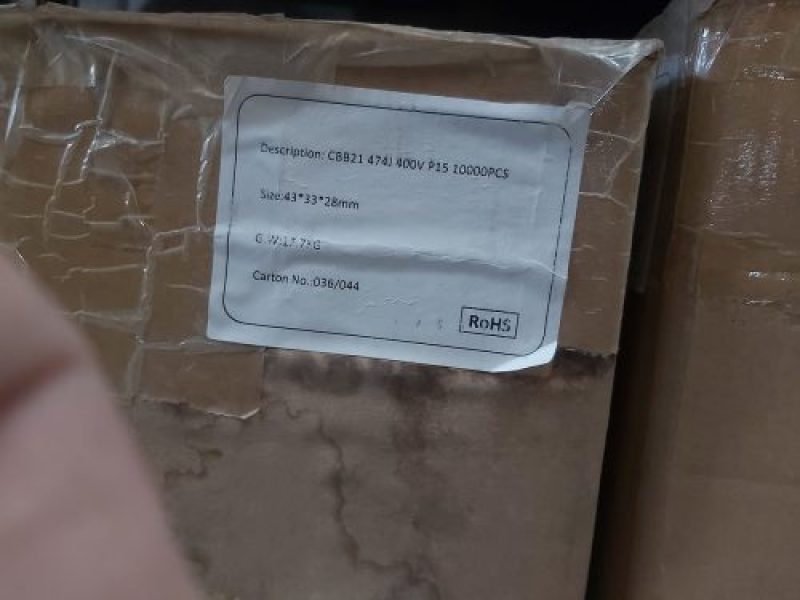 Description: CBB21 474J 400V P15 10000PCS
Size:43*33*28mm
Carton No.:036/044
RoHS